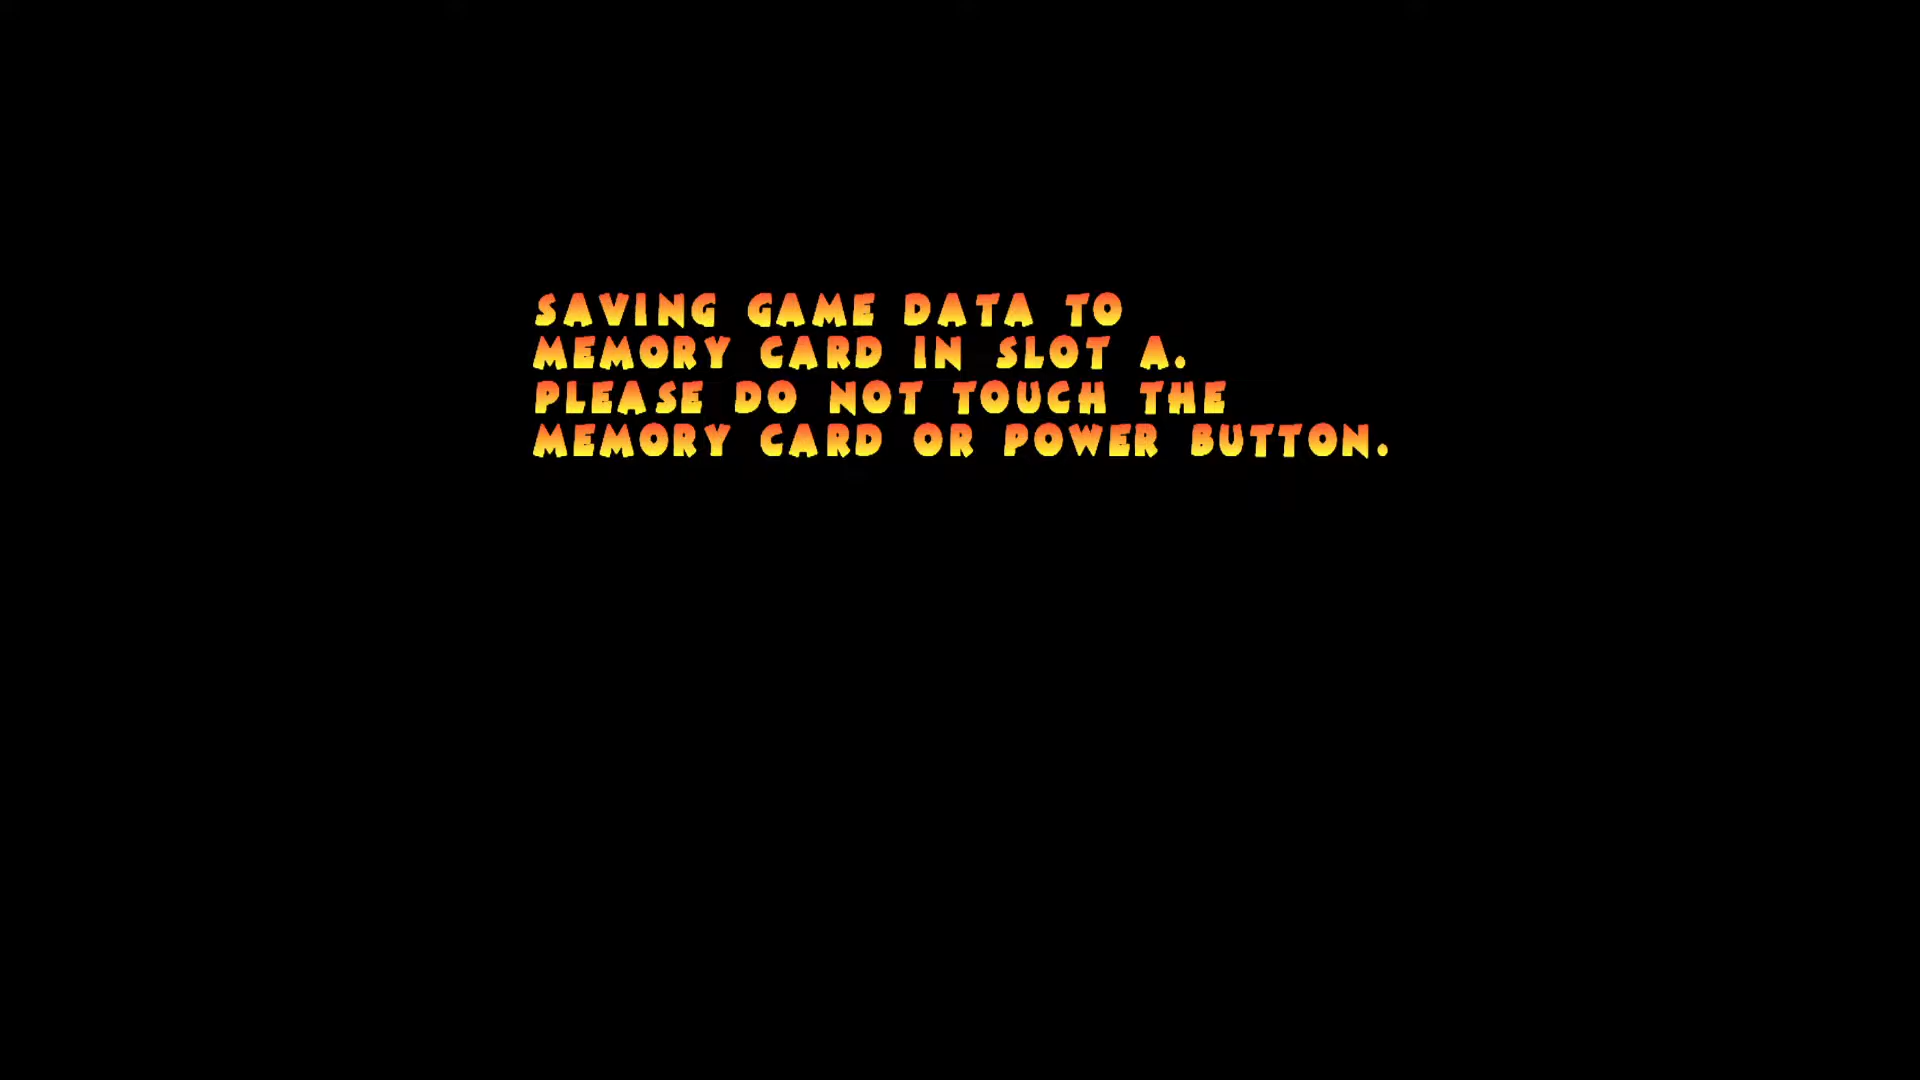 SAVING GAME DATA TO
MEMORY CARD IN SLOT A.
PLEASE DO NOT TOUCH THE
MEMORY CARD OR POWER BUTTON.